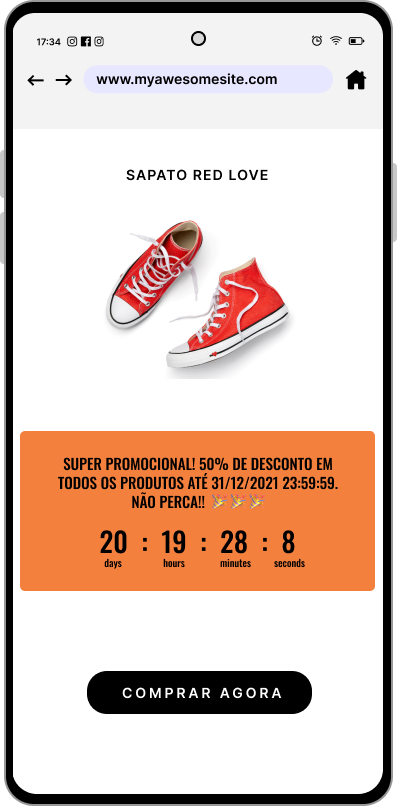 17:34
www.myawesomesite.com
SAPATO RED LOVE
SUPER PROMOCIONAL! 50% DE DESCONTO EM
TODOS OS PRODUTOS ATÉ 31/12/2021 23:59:59.
NÃO PERCA!! 🎉🎉🎉
20 : 19 : 28 : 8
days hours minutes seconds
COMPRAR AGORA